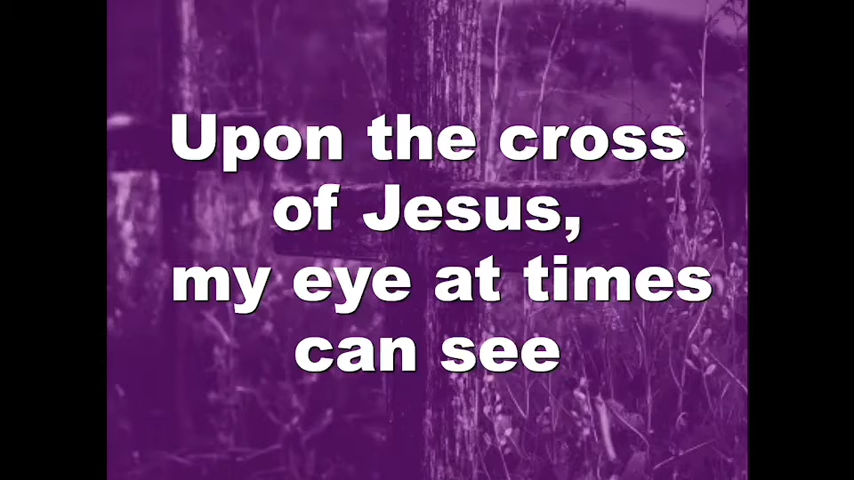 Upon the cross
of Jesus,
my eye at times
can see